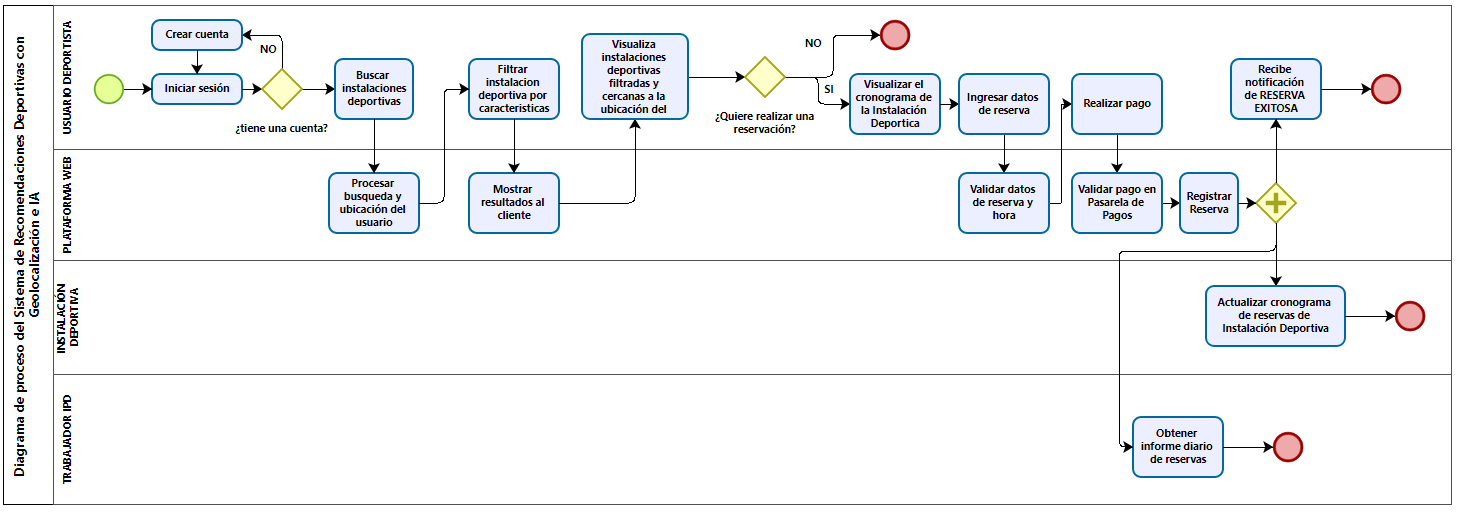 Diagrama de proceso del Sistema de Recomendaciones Deportivas con
Geolocalización e IA
USUARIO DEPORTISTA
Crear cuenta
NO
Iniciar sesión
¿tiene una cuenta?
Buscar
instalaciones
deportivas
Filtrar
instalacion
deportiva por
caracteristicas
Visualiza
instalaciones
deportivas
filtradas y
cercanas a la
ubicación del
NO
SI
¿Quiere realizar una
reservación?
Visualizar el
cronograma de
la Instalación
Deportica
Ingresar datos
de reserva
Realizar pago
Recibe
notificación
de RESERVA
EXITOSA
PLATAFORMA WEB
Procesar
busqueda y
ubicación del
usuario
Mostrar
resultados al
cliente
Validar datos
de reserva y
hora
Validar pago en
Pasarela de
Pagos
Registrar
Reserva
INSTALACIÓN
DEPORTIVA
Actualizar cronograma
de reservas de
Instalación Deportiva
TRABAJADOR IPD
Obtener
informe diario
de reservas